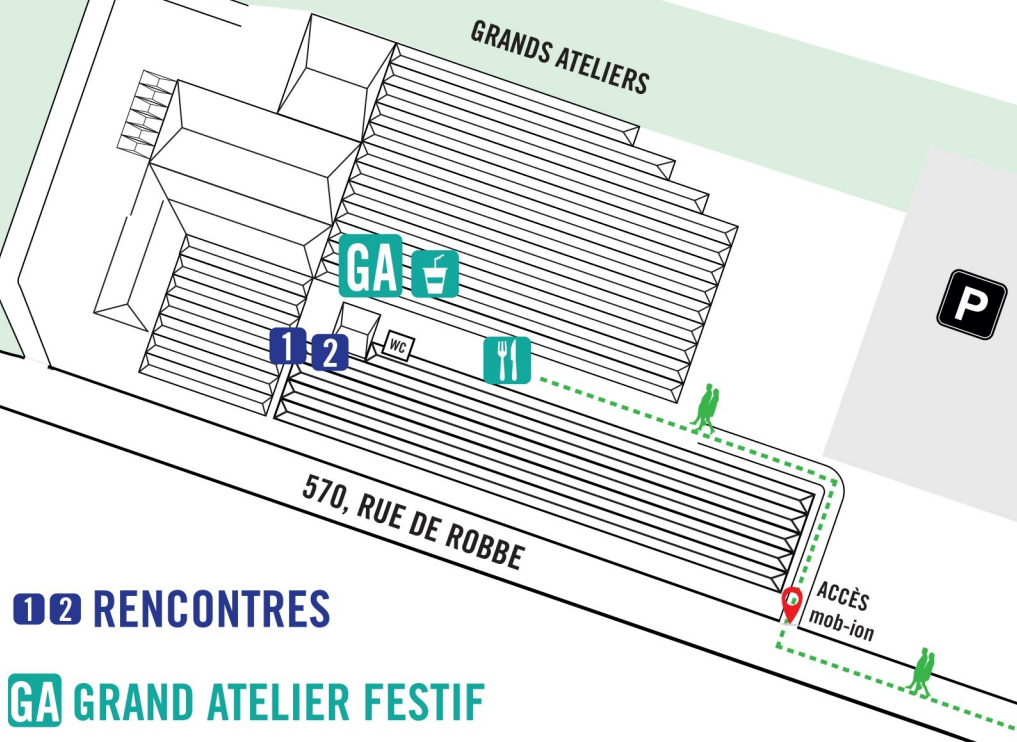 GRANDS ATELIERS
P
GA
1 2
WC
570, RUE DE ROBBE
ACCÈS
mob-ion
1 2 RENCONTRES
GA GRAND ATELIER FESTIF